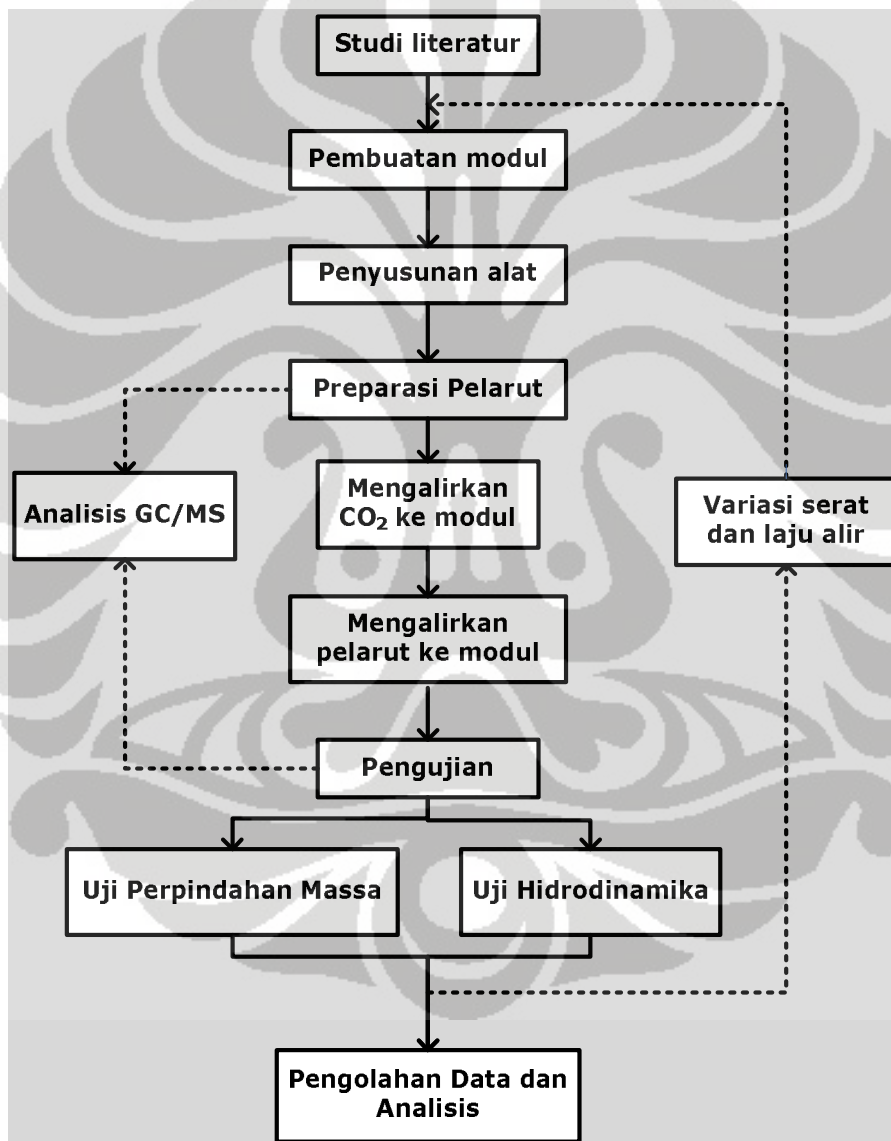 Studi literatur
Pembuatan modul
Penyusunan alat
Preparasi Pelarut
Analisis GC/MS
Mengalirkan
CO₂ ke modul
Variasi serat
dan laju alir
Mengalirkan
pelarut ke modul
Pengujian
Uji Perpindahan Massa
Uji Hidrodinamika
Pengolahan Data dan
Analisis